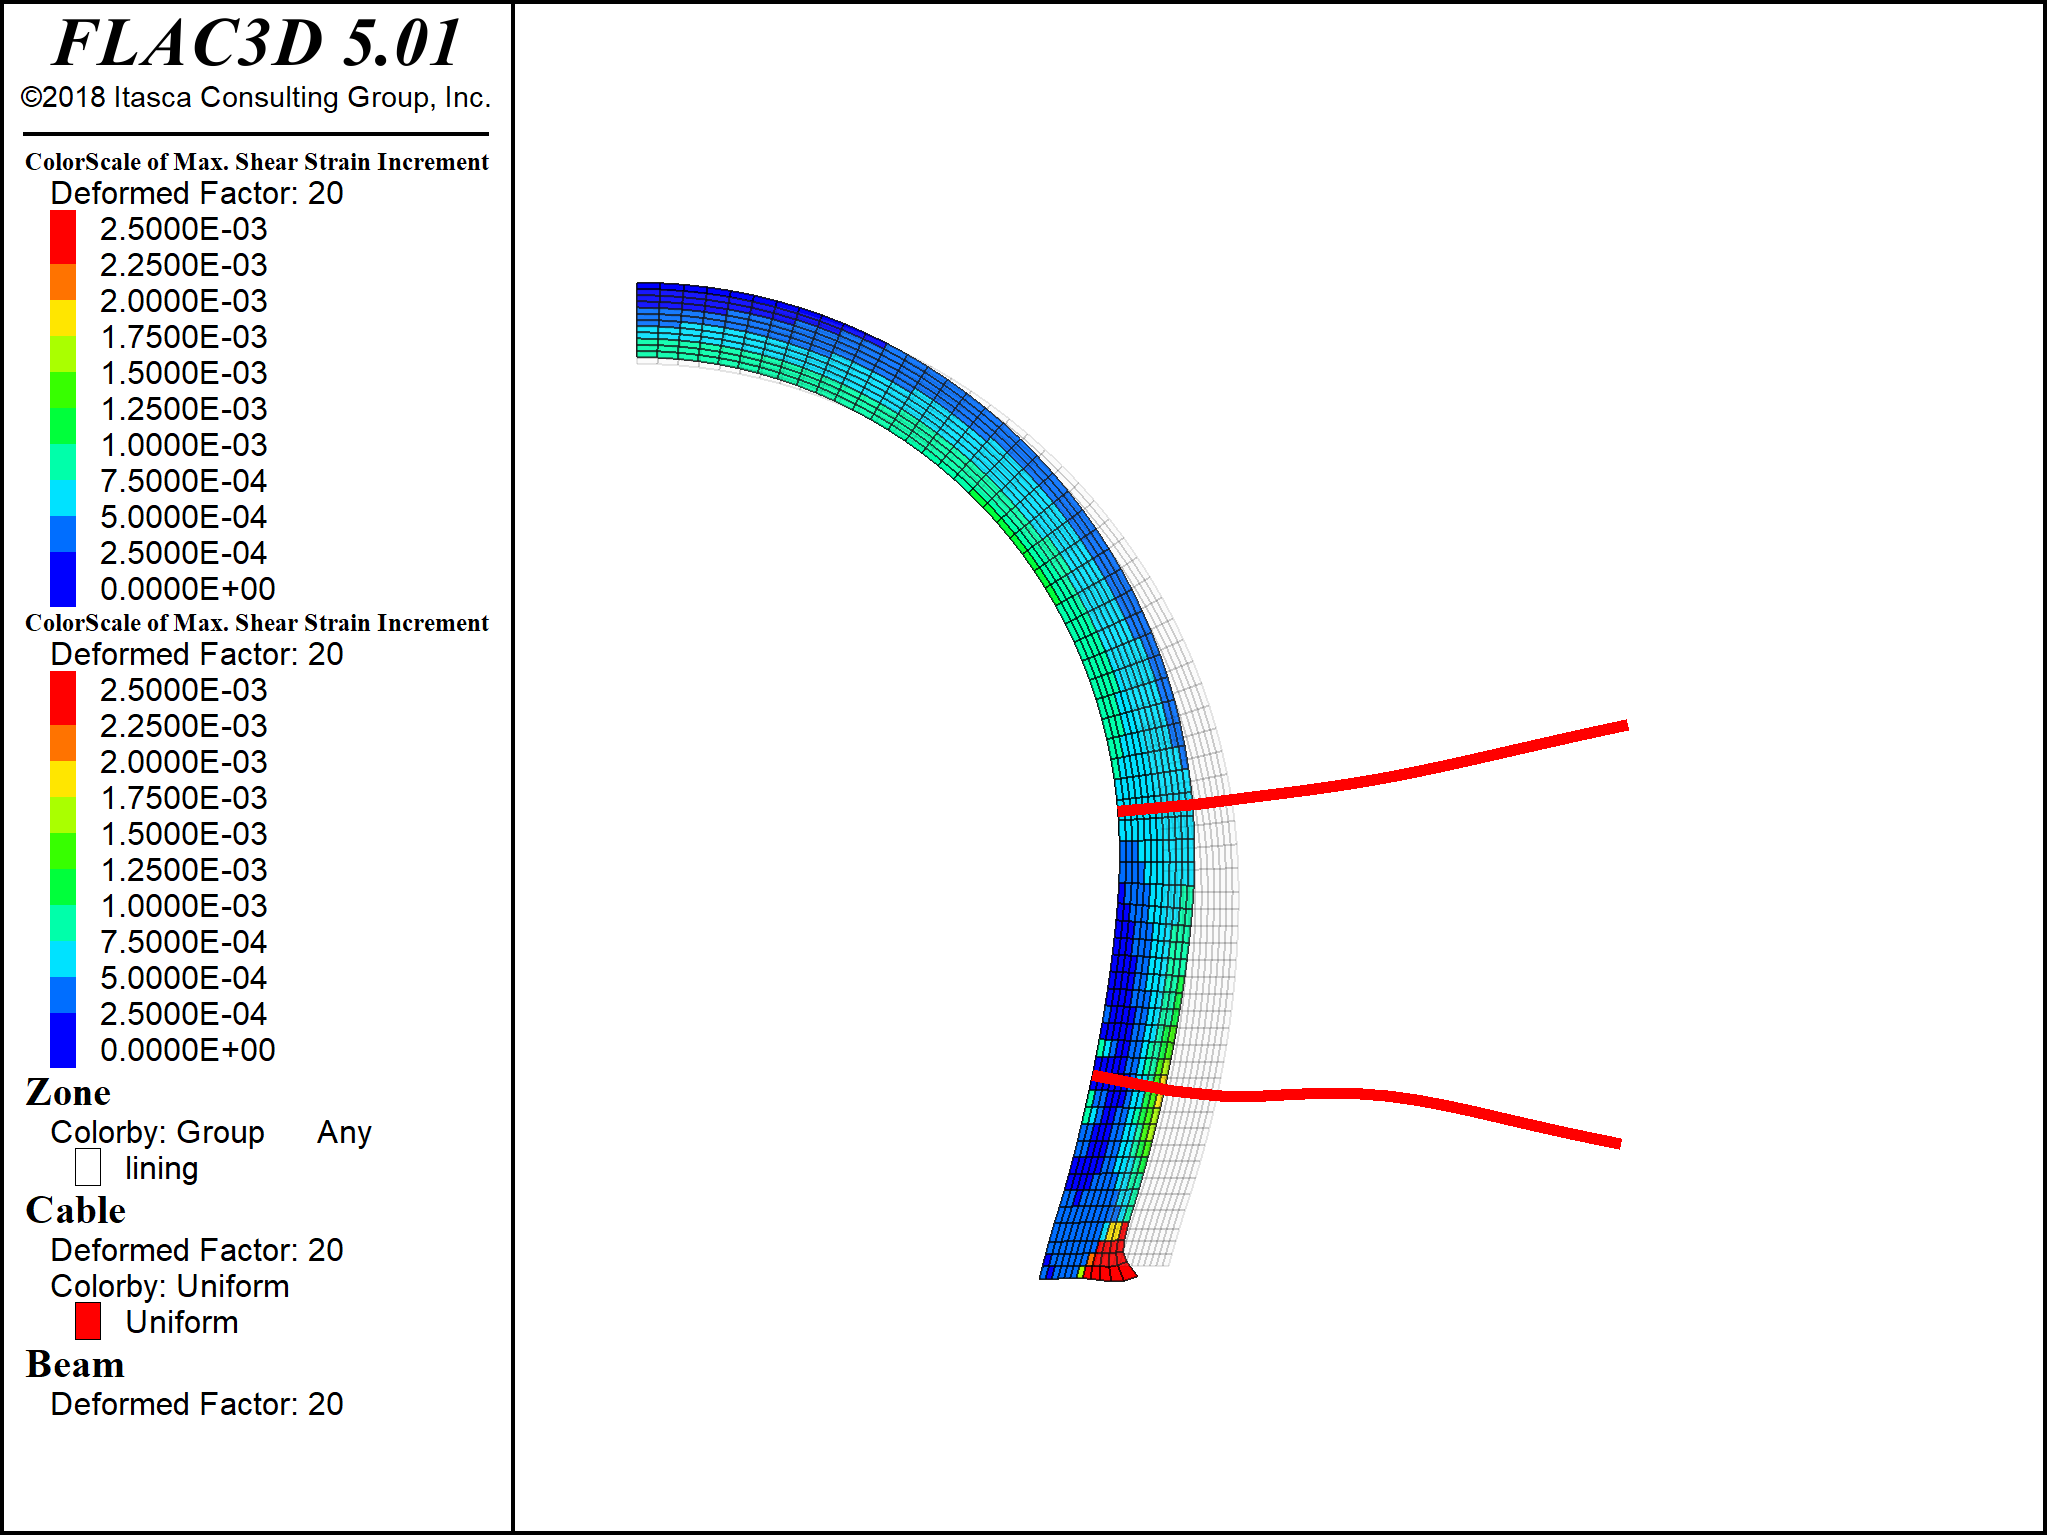 FLAC3D 5.01
©2018 Itasca Consulting Group, Inc.
ColorScale of Max. Shear Strain Increment
Deformed Factor: 20
2.5000E-03
2.2500E-03
2.0000E-03
1.7500E-03
1.5000E-03
1.2500E-03
1.0000E-03
7.5000E-04
5.0000E-04
2.5000E-04
0.0000E+00
ColorScale of Max. Shear Strain Increment
Deformed Factor: 20
2.5000E-03
2.2500E-03
2.0000E-03
1.7500E-03
1.5000E-03
1.2500E-03
1.0000E-03
7.5000E-04
5.0000E-04
2.5000E-04
0.0000E+00
Zone
Colorby: Group Any
lining
Cable
Deformed Factor: 20
Colorby: Uniform
Uniform
Beam
Deformed Factor: 20